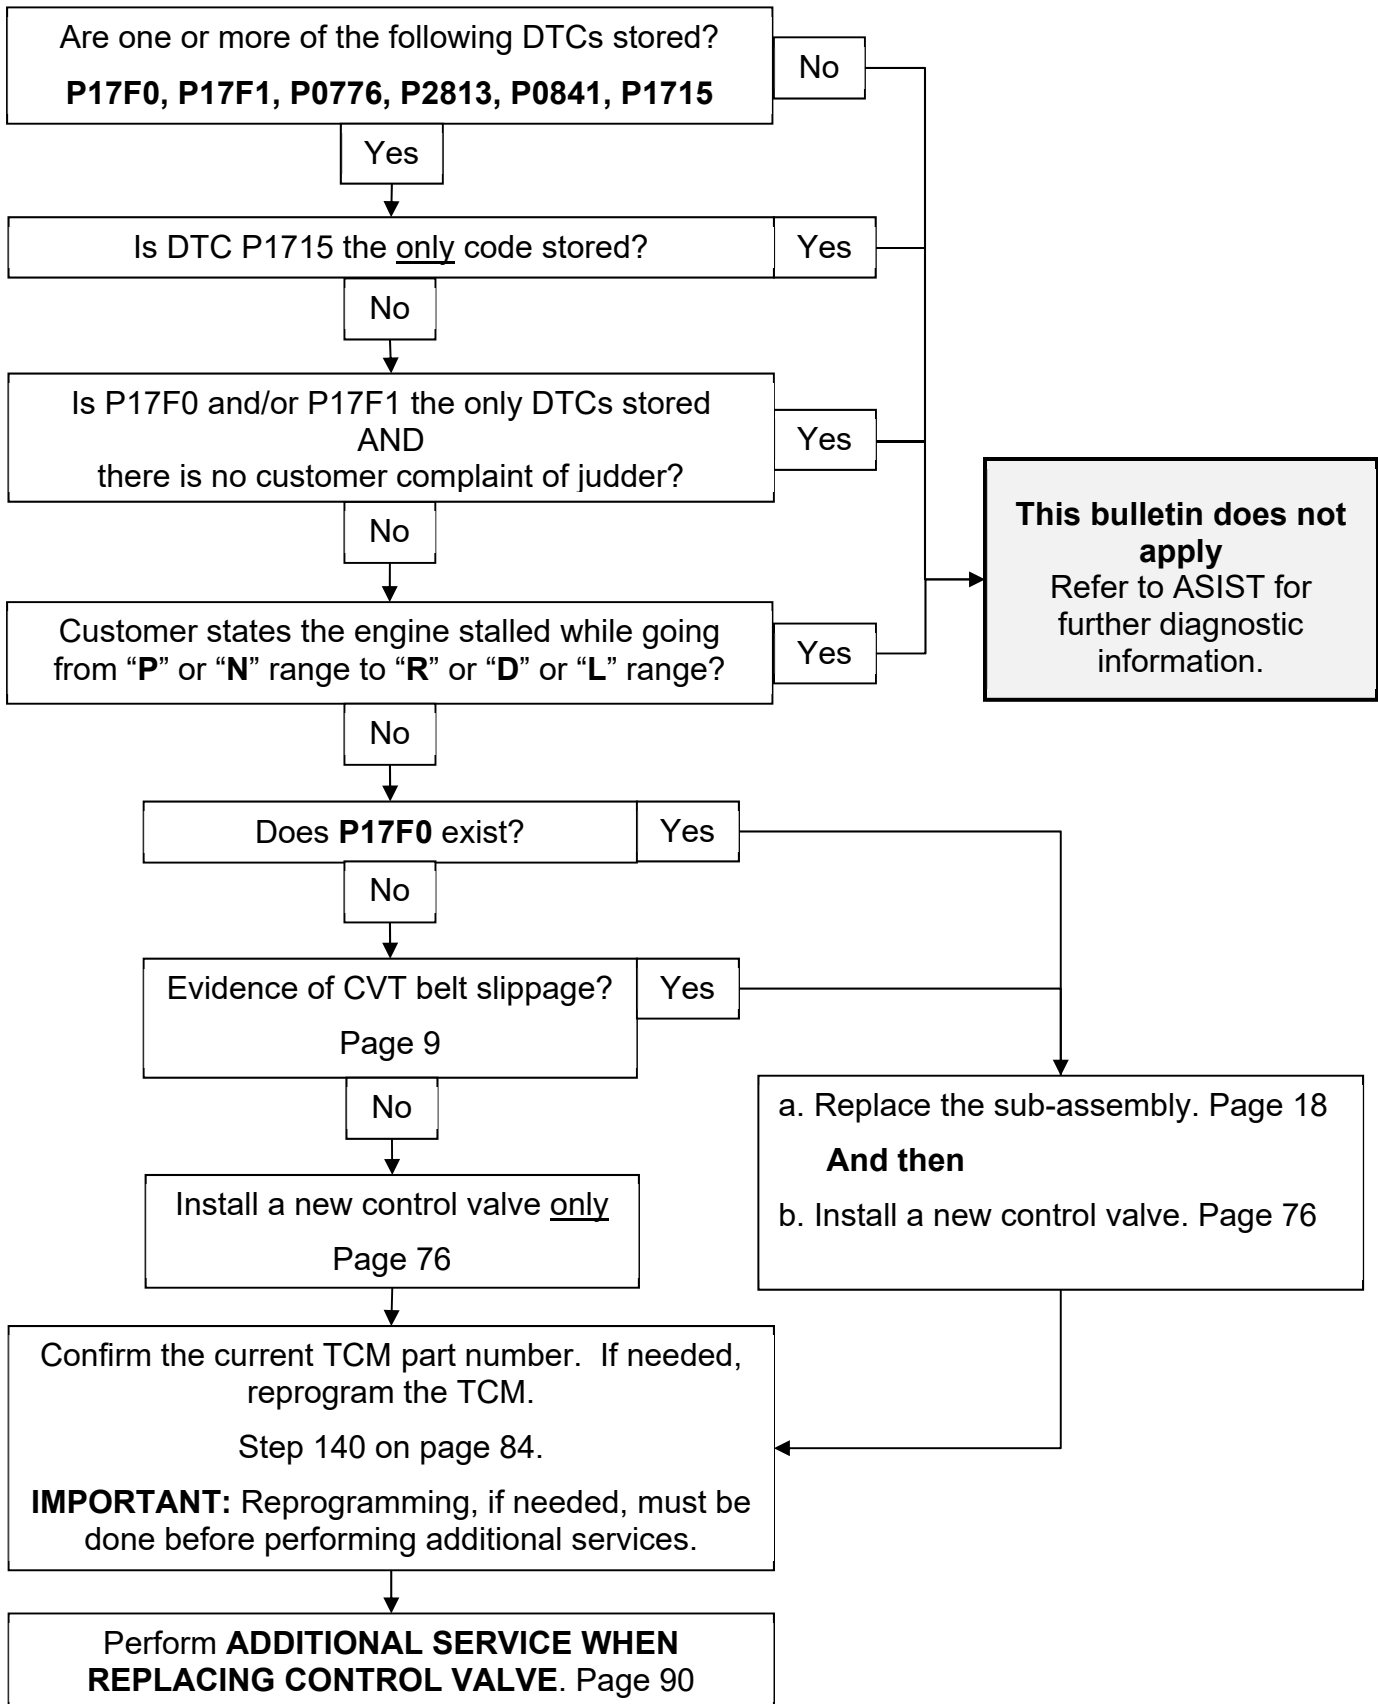 Are one or more of the following DTCs stored?
P17F0, P17F1, P0776, P2813, P0841, P1715
No
Yes
Is DTC P1715 the only code stored?
Yes
No
Is P17F0 and/or P17F1 the only DTCs stored
AND
there is no customer complaint of judder?
Yes
No
This bulletin does not
apply
Refer to ASIST for
further diagnostic
information.
Customer states the engine stalled while going
from “P” or “N” range to “R” or “D” or “L” range?
Yes
No
Does P17F0 exist?
Yes
No
Evidence of CVT belt slippage?
Page 9
Yes
No
a. Replace the sub-assembly. Page 18
And then
b. Install a new control valve. Page 76
Install a new control valve only
Page 76
Confirm the current TCM part number.  If needed,
reprogram the TCM.
Step 140 on page 84.
IMPORTANT: Reprogramming, if needed, must be
done before performing additional services.
Perform ADDITIONAL SERVICE WHEN
REPLACING CONTROL VALVE. Page 90